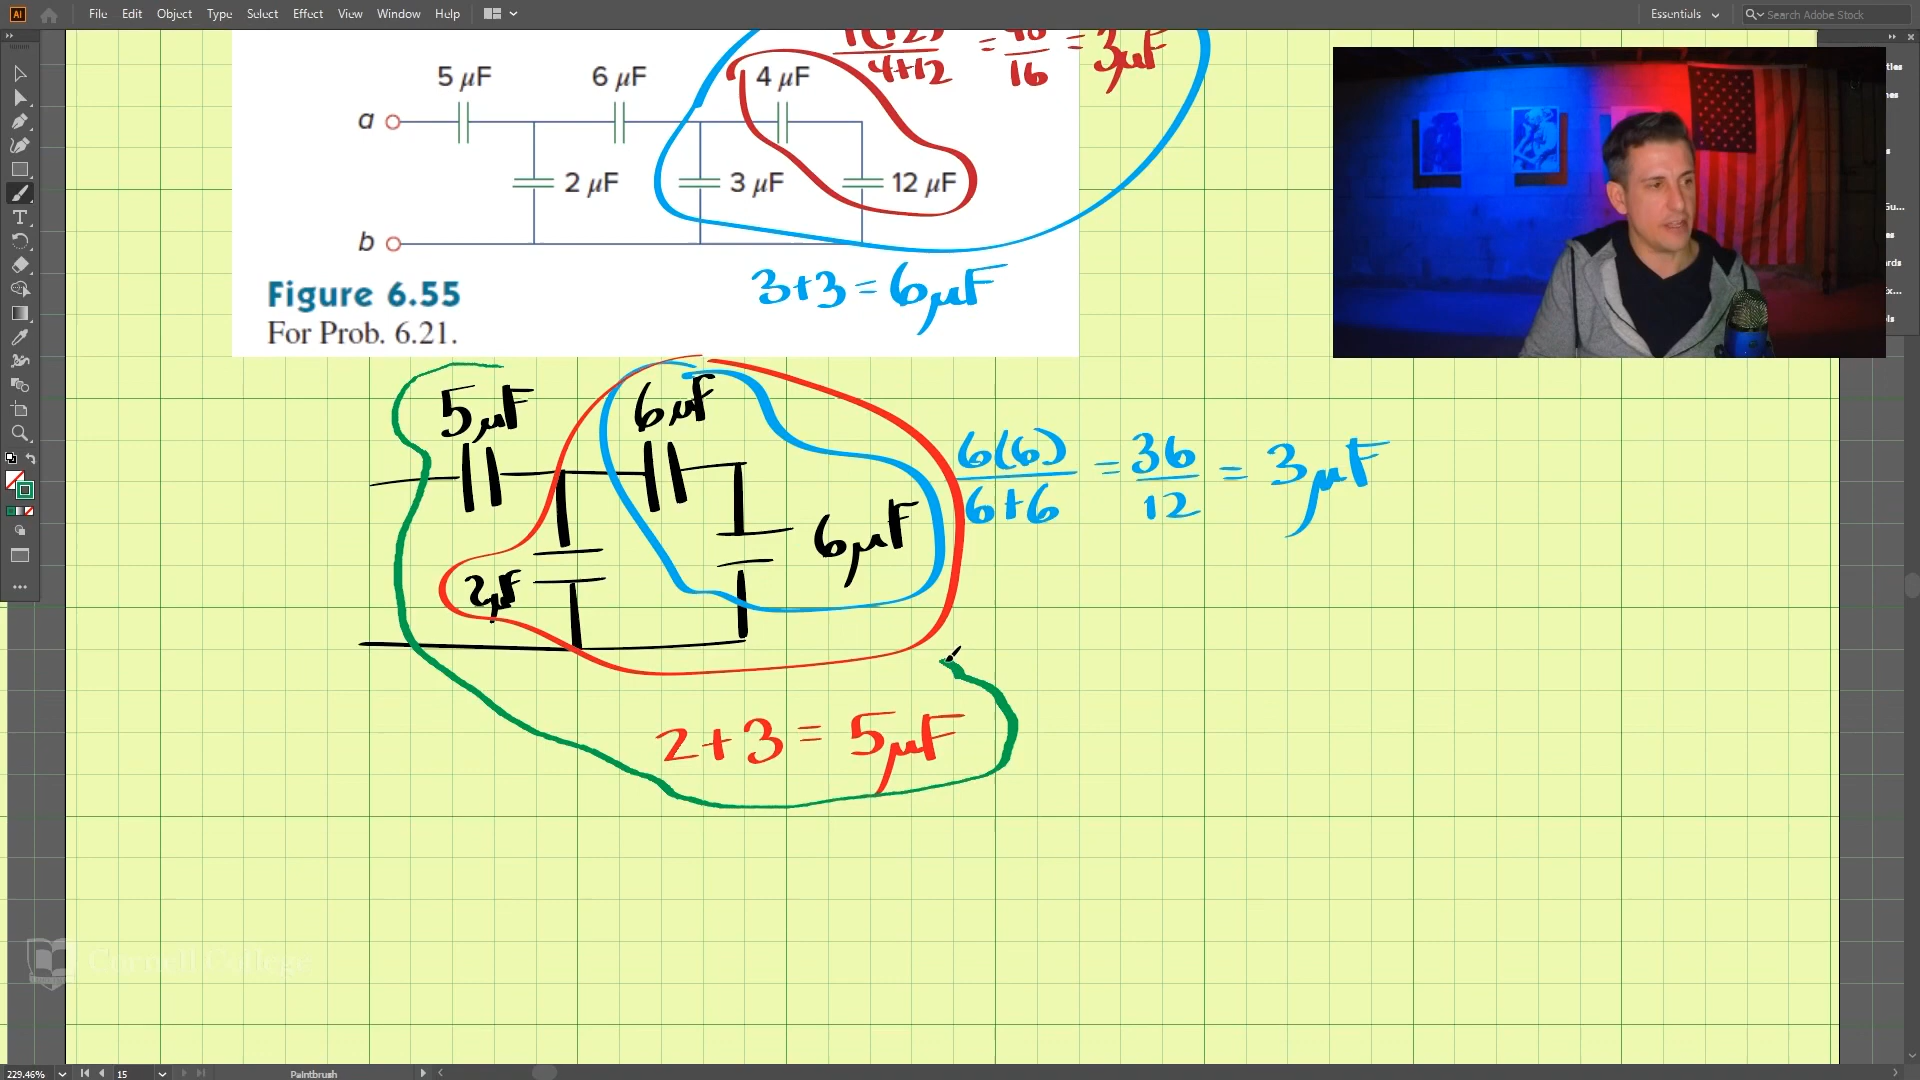 File Edit Object Type Select Effect View Window Help
Essentials
Search Adobe Stock
4+12 = 16 = 3μF
5 μF 6 μF 4 μF
a
2 μF 3 μF 12 μF
b
3+3=6μF
Figure 6.55
For Prob. 6.21.
5μF 6μF
6(6)/6+6 = 36/12 = 3μF
6μF
2μF
2+3=5μF
Cornell College
229.46% 15 Paintbrush